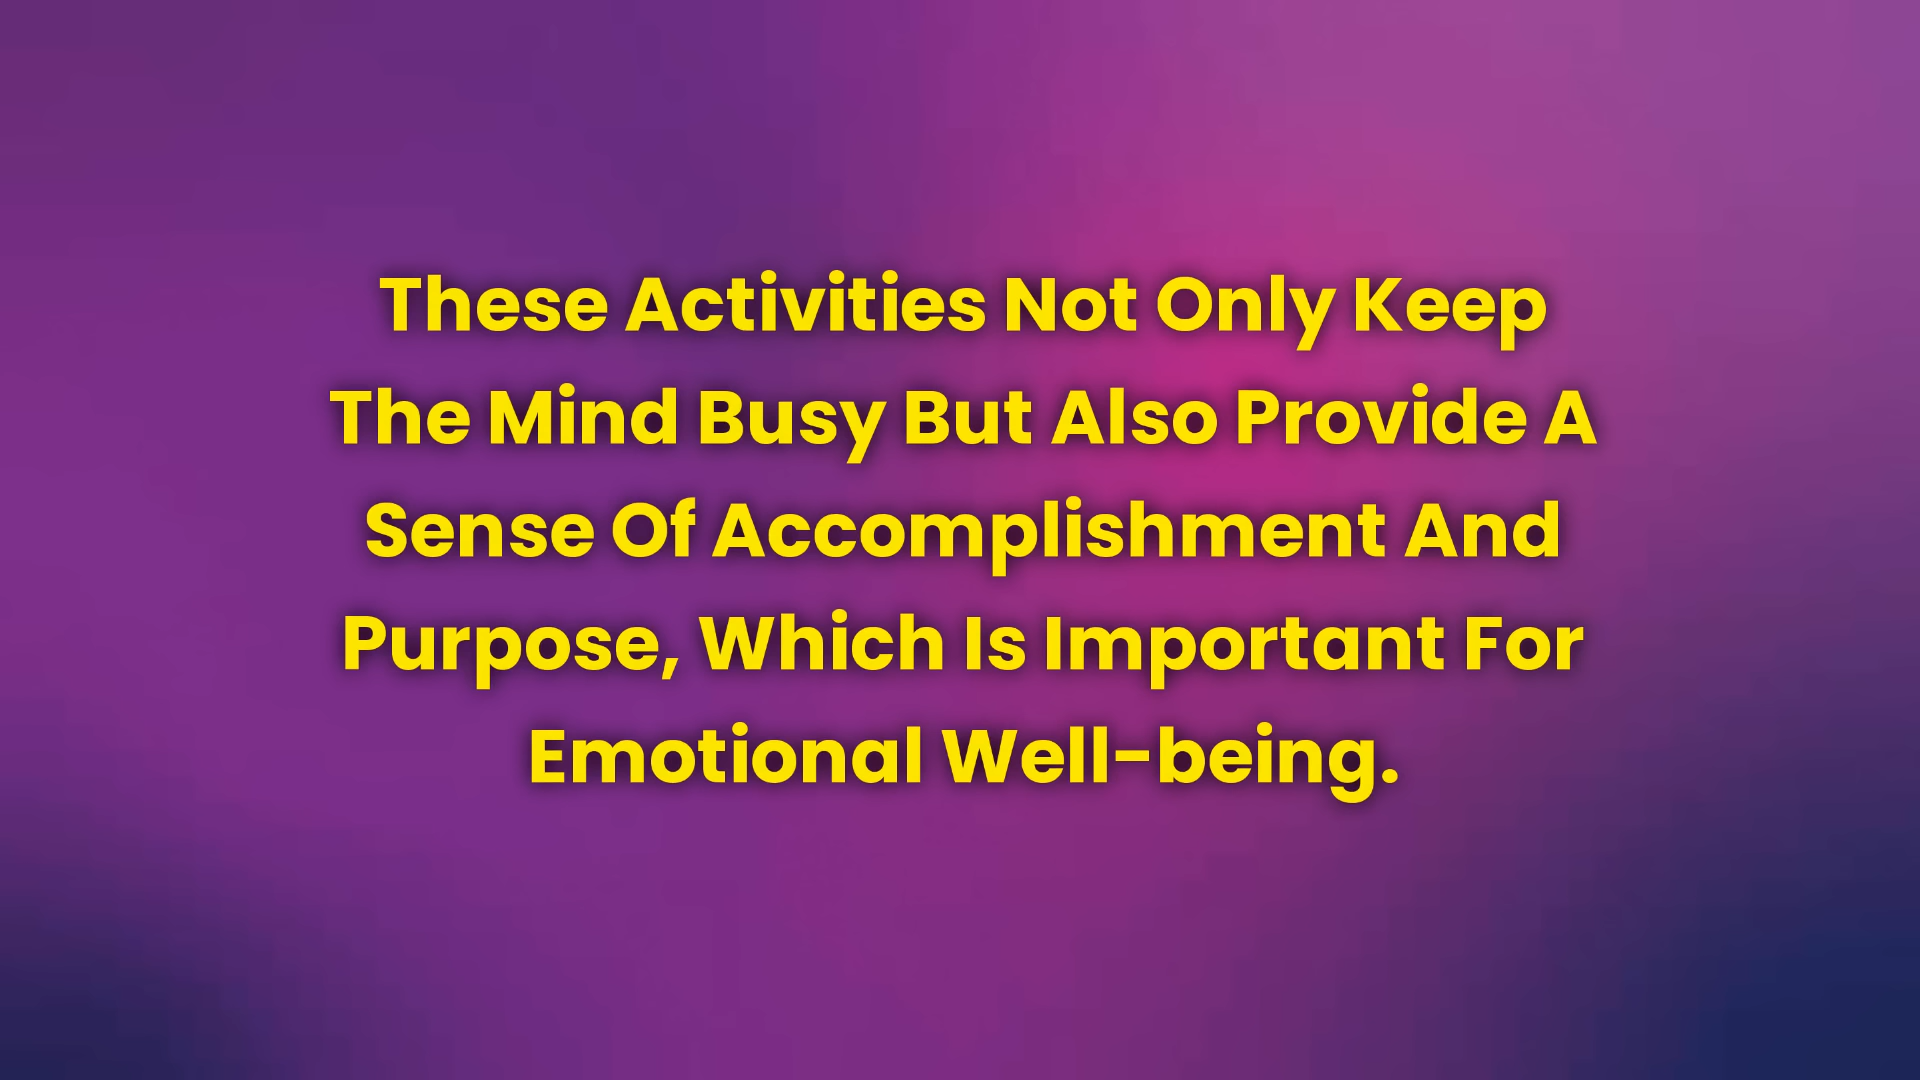 These Activities Not Only Keep
The Mind Busy But Also Provide A
Sense Of Accomplishment And
Purpose, Which Is Important For
Emotional Well-being.